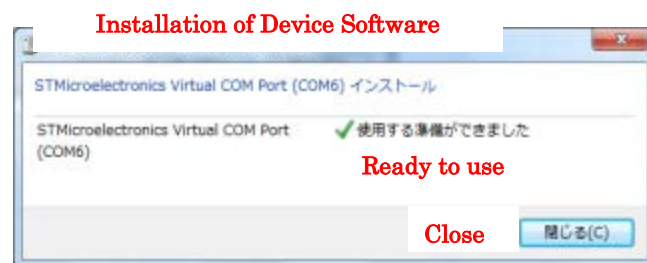 Installation of Device Software
STMicroelectronics Virtual COM Port (COM6) インストール
STMicroelectronics Virtual COM Port
(COM6)
使用する準備ができました
Ready to use
Close
閉じる(C)